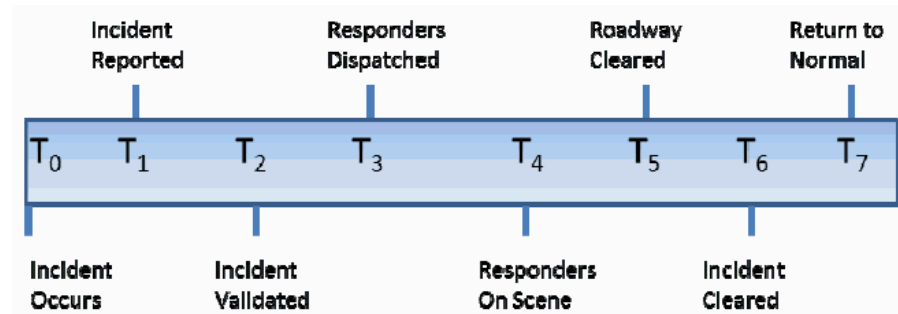 Incident
Reported
Responders
Dispatched
Roadway
Cleared
Return to
Normal
T0 T1 T2 T3 T4 T5 T6 T7
Incident
Occurs
Incident
Validated
Responders
On Scene
Incident
Cleared